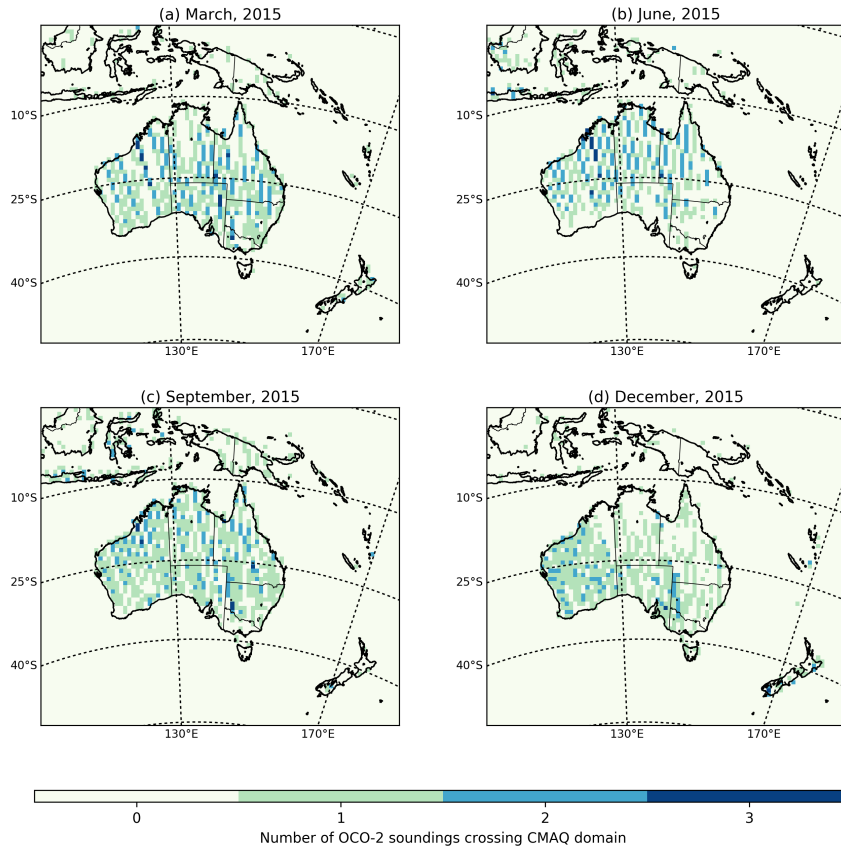 (a) March, 2015
(b) June, 2015
10°S
10°S
25°S
25°S
40°S
40°S
130°E 170°E
130°E 170°E
(c) September, 2015
(d) December, 2015
10°S
10°S
25°S
25°S
40°S
40°S
130°E 170°E
130°E 170°E
0 1 2 3
Number of OCO-2 soundings crossing CMAQ domain